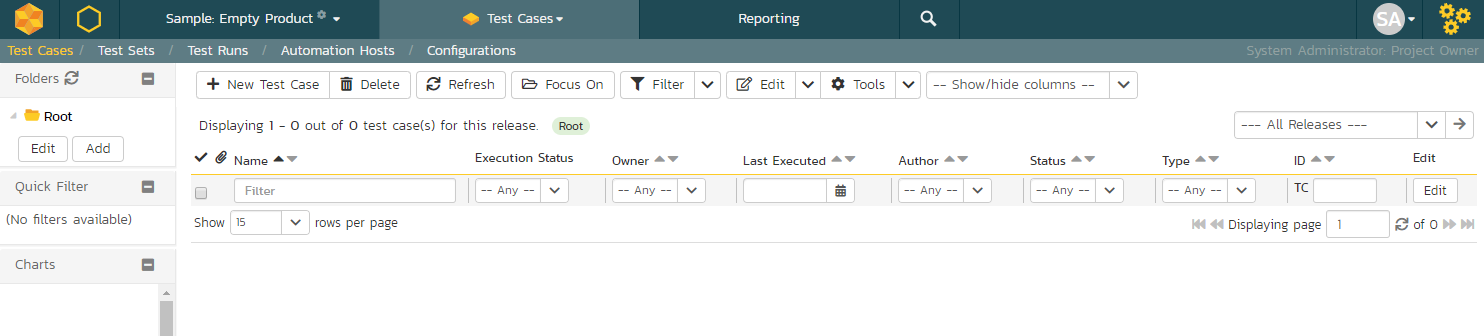 Sample: Empty Product
Test Cases
Reporting
SA
Test Cases / Test Sets / Test Runs / Automation Hosts / Configurations
System Administrator: Project Owner
Folders
Root
Edit
Add
Quick Filter
(No filters available)
Charts
New Test Case
Delete
Refresh
Focus On
Filter
Edit
Tools
-- Show/hide columns --
Displaying 1 - 0 out of 0 test case(s) for this release.
Root
--- All Releases ---
Name
Execution Status
Owner
Last Executed
Author
Status
Type
ID
Edit
Filter
-- Any --
-- Any --
-- Any --
-- Any --
-- Any --
TC
Edit
Show 15 rows per page
Displaying page 1 of 0